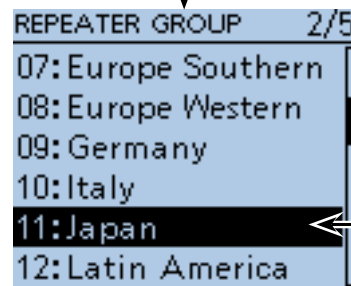 REPEATER GROUP 2/5
07:Europe Southern
08:Europe Western
09:Germany
10:Italy
11:Japan
12:Latin America